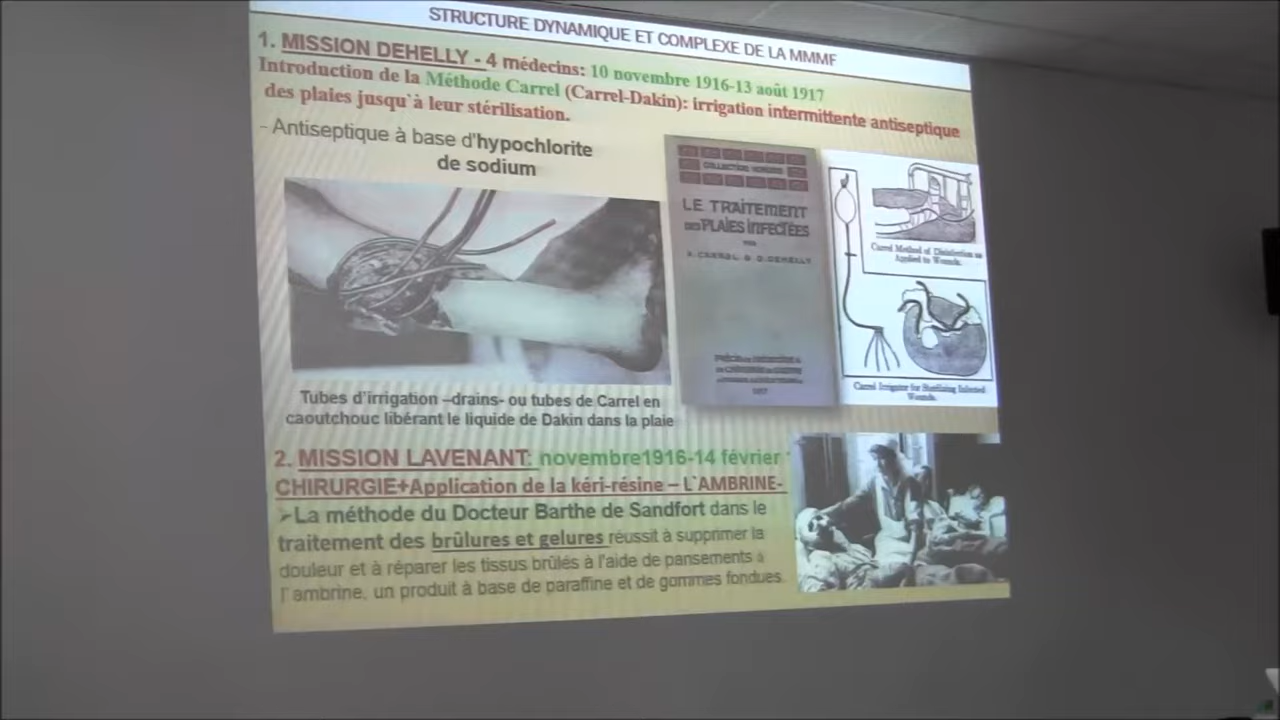 STRUCTURE DYNAMIQUE ET COMPLEXE DE LA MMMF
1. MISSION DEHELLY - 4 médecins: 10 novembre 1916-13 août 1917
Introduction de la Méthode Carrel (Carrel-Dakin): irrigation intermittente antiseptique
des plaies jusqu`à leur stérilisation.
- Antiseptique à base d'hypochlorite
de sodium
LE TRAITEMENT
DES PLAIES INFECTÉES
PAR
A. CARREL & G. DEHELLY
1917
Carrel Method of Disinfection as
Applied to Wounds.
Carrel Irrigator for Sterilizing Infected
Wounds.
Tubes d'irrigation –drains- ou tubes de Carrel en
caoutchouc libérant le liquide de Dakin dans la plaie
2. MISSION LAVENANT: novembre1916-14 février
CHIRURGIE+Application de la kéri-résine – L`AMBRINE-
➢La méthode du Docteur Barthe de Sandfort dans le
traitement des brûlures et gelures réussit à supprimer la
douleur et à réparer les tissus brûlés à l'aide de pansements à
l`ambrine, un produit à base de paraffine et de gommes fondues.